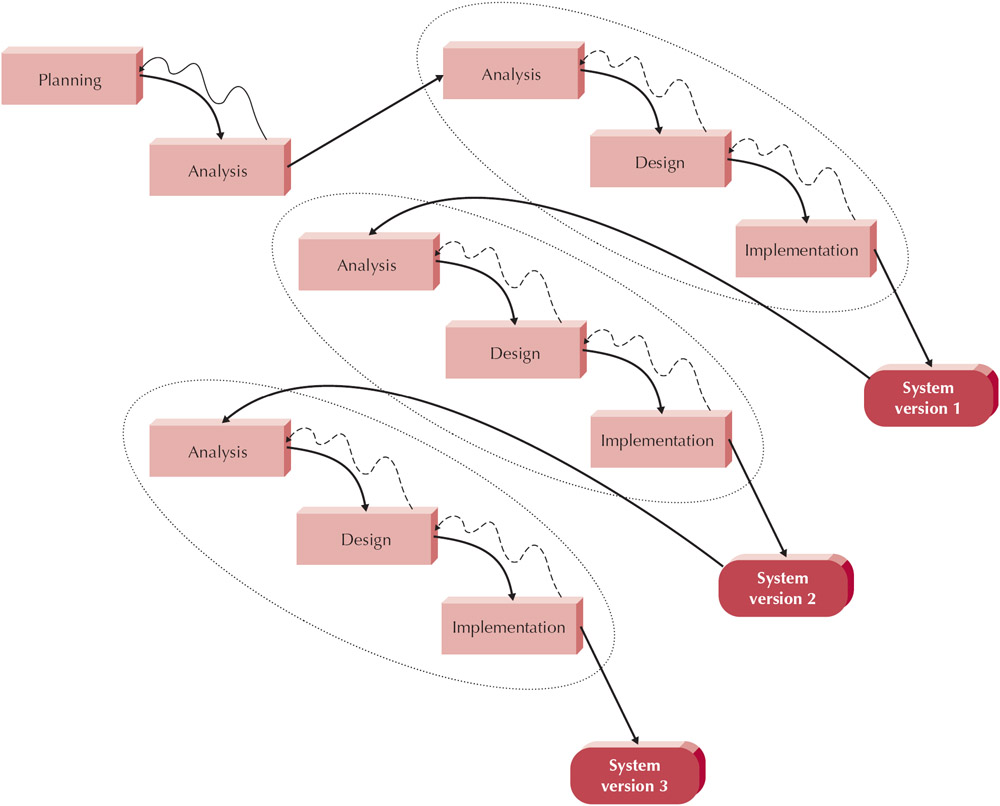 Planning
Analysis
Analysis
Design
Implementation
System
version 1
Analysis
Design
Implementation
System
version 2
Analysis
Design
Implementation
System
version 3